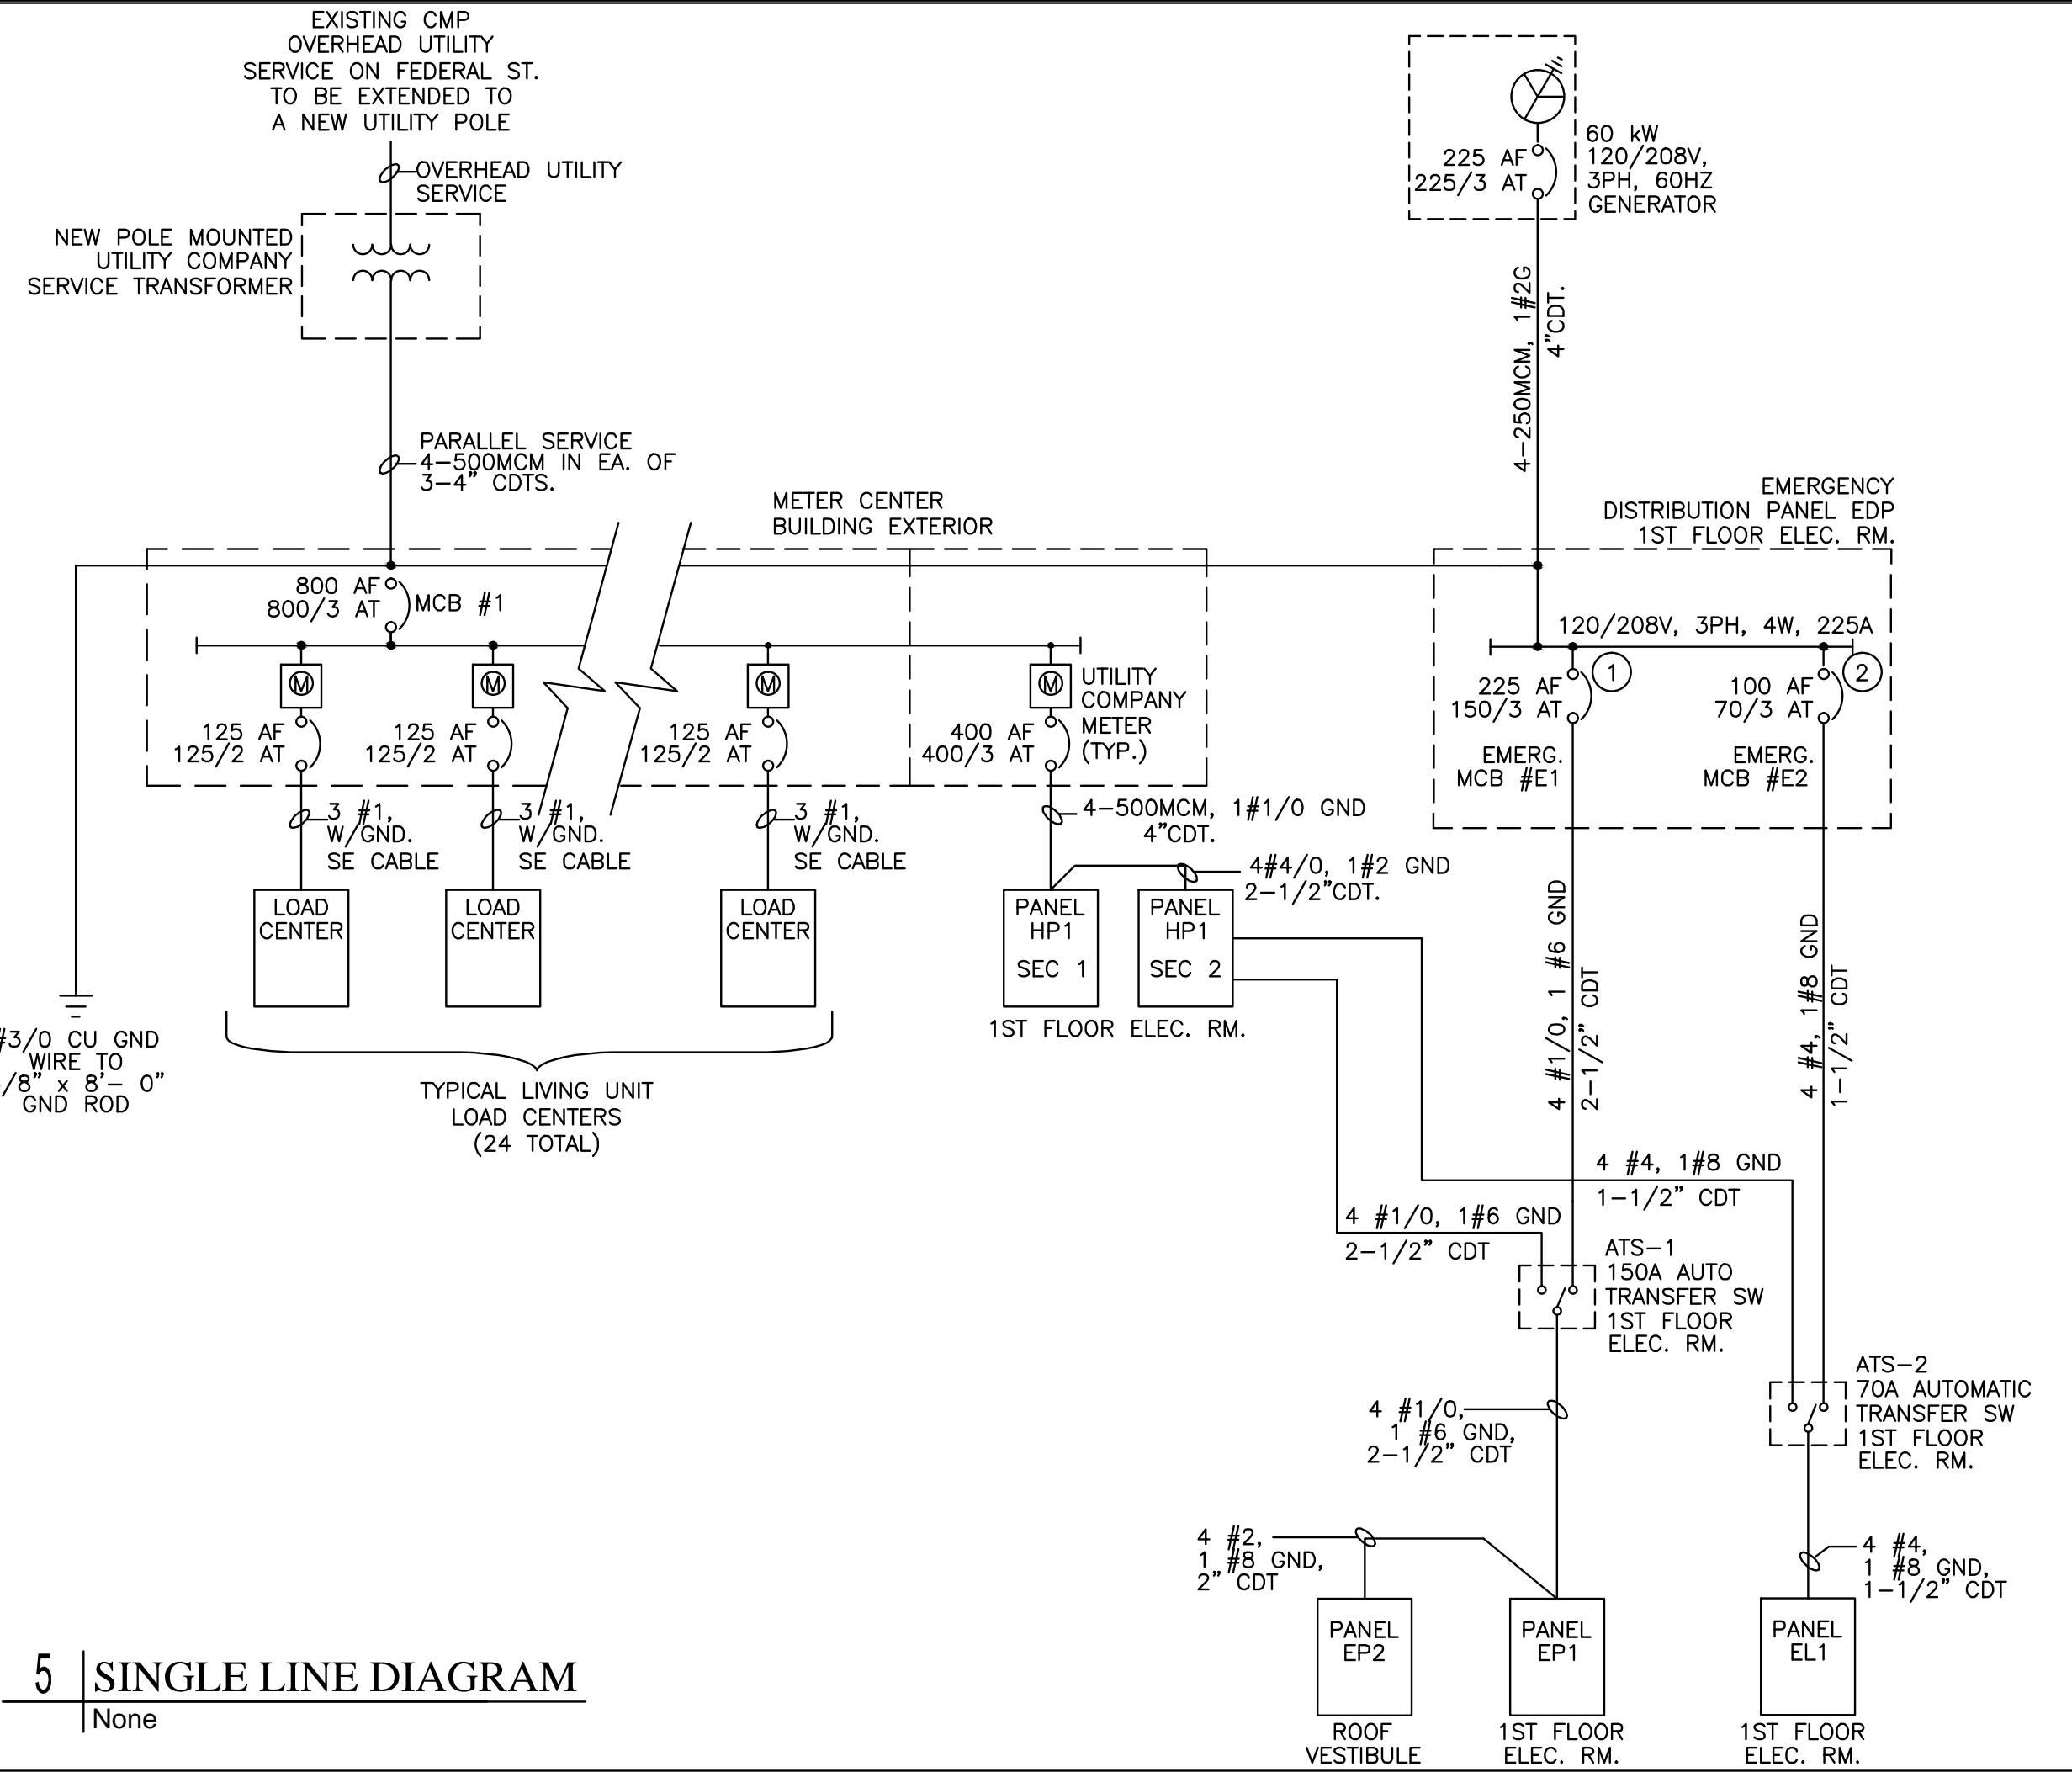 EXISTING CMP
OVERHEAD UTILITY
SERVICE ON FEDERAL ST.
TO BE EXTENDED TO
A NEW UTILITY POLE
OVERHEAD UTILITY
SERVICE
NEW POLE MOUNTED
UTILITY COMPANY
SERVICE TRANSFORMER
PARALLEL SERVICE
4-500MCM IN EA. OF
3-4" CDTS.
METER CENTER
BUILDING EXTERIOR
225 AF
225/3 AT
60 kW
120/208V,
3PH, 60HZ
GENERATOR
4-250MCM, 1#2G
4"CDT.
EMERGENCY
DISTRIBUTION PANEL EDP
1ST FLOOR ELEC. RM.
800 AF
800/3 AT
MCB #1
M
M
M
M
125 AF
125/2 AT
125 AF
125/2 AT
125 AF
125/2 AT
400 AF
400/3 AT
UTILITY
COMPANY
METER
(TYP.)
120/208V, 3PH, 4W, 225A
1
225 AF
150/3 AT
EMERG.
MCB #E1
2
100 AF
70/3 AT
EMERG.
MCB #E2
3 #1,
W/GND.
SE CABLE
3 #1,
W/GND.
SE CABLE
3 #1,
W/GND.
SE CABLE
4-500MCM, 1#1/0 GND
4"CDT.
4#4/0, 1#2 GND
2-1/2"CDT.
LOAD
CENTER
LOAD
CENTER
LOAD
CENTER
PANEL
HP1
SEC 1
PANEL
HP1
SEC 2
1ST FLOOR ELEC. RM.
#3/0 CU GND
WIRE TO
/8" x 8'- 0"
GND ROD
TYPICAL LIVING UNIT
LOAD CENTERS
(24 TOTAL)
4 #1/0, 1 #6 GND
2-1/2" CDT
4 #4, 1#8 GND
1-1/2" CDT
4 #4, 1#8 GND
1-1/2" CDT
4 #1/0, 1#6 GND
2-1/2" CDT
ATS-1
150A AUTO
TRANSFER SW
1ST FLOOR
ELEC. RM.
ATS-2
70A AUTOMATIC
TRANSFER SW
1ST FLOOR
ELEC. RM.
4 #1/0,
1 #6 GND,
2-1/2" CDT
4 #2,
1 #8 GND,
2" CDT
4 #4,
1 #8 GND,
1-1/2" CDT
PANEL
EP2
ROOF
VESTIBULE
PANEL
EP1
1ST FLOOR
ELEC. RM.
PANEL
EL1
1ST FLOOR
ELEC. RM.
5 SINGLE LINE DIAGRAM
None